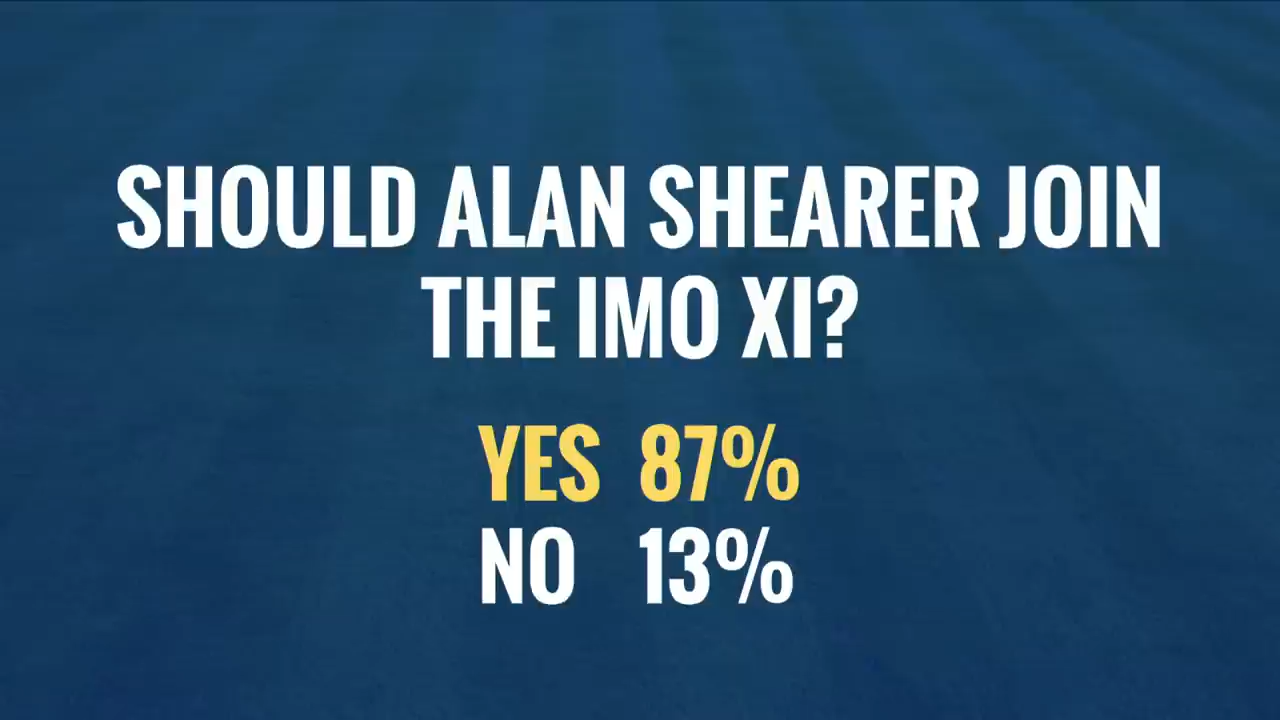 SHOULD ALAN SHEARER JOIN
THE IMO XI?
YES 87%
NO 13%